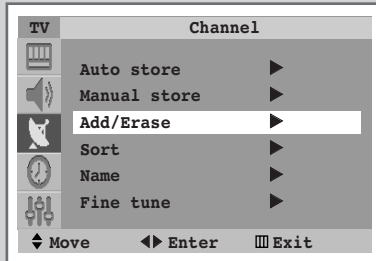 TV Channel
Auto store
Manual store
Add/Erase
Sort
Name
Fine tune
Move Enter Exit